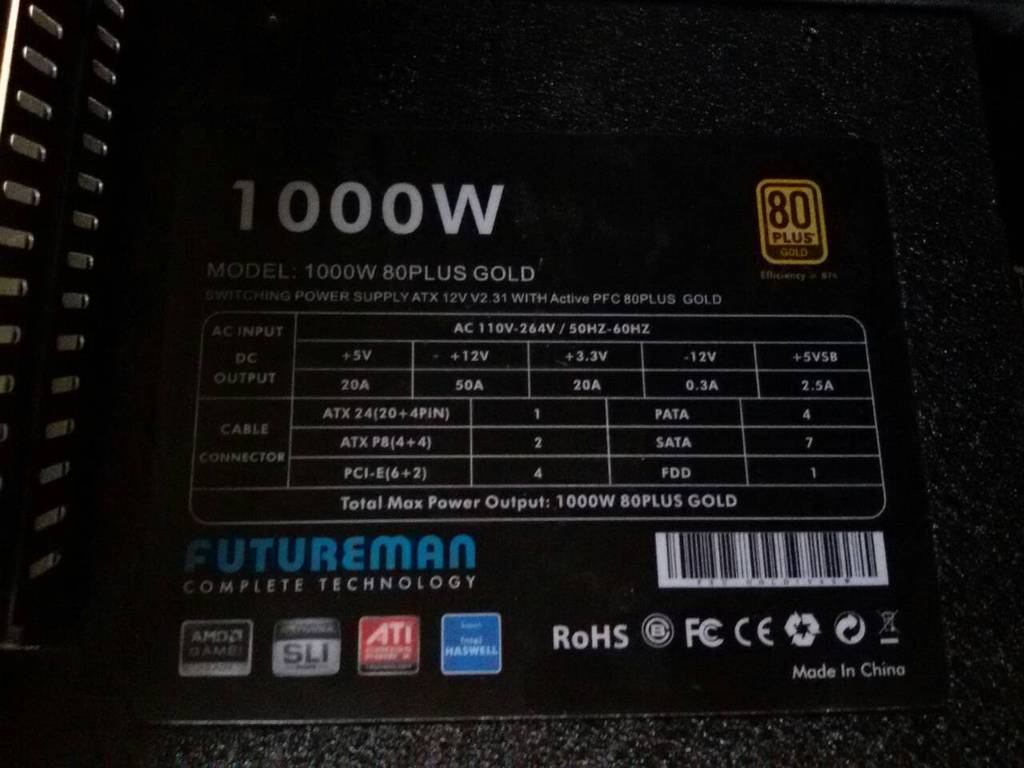 1000W
80
PLUS
GOLD
MODEL: 1000W 80PLUS GOLD
SWITCHING POWER SUPPLY ATX 12V V2.31 WITH Active PFC 80PLUS GOLD
AC INPUT AC 110V-264V / 50HZ-60HZ
DC OUTPUT +5V +12V +3.3V -12V +5VSB
20A 50A 20A 0.3A 2.5A
CABLE CONNECTOR ATX 24(20+4PIN) 1 PATA 4
ATX P8(4+4) 2 SATA 7
PCI-E(6+2) 4 FDD 1
Total Max Power Output: 1000W 80PLUS GOLD
FUTUREMAN
COMPLETE TECHNOLOGY
AMD
GAME!
SLI
ATI
Intel
HASWELL
RoHS FC CE
Made In China